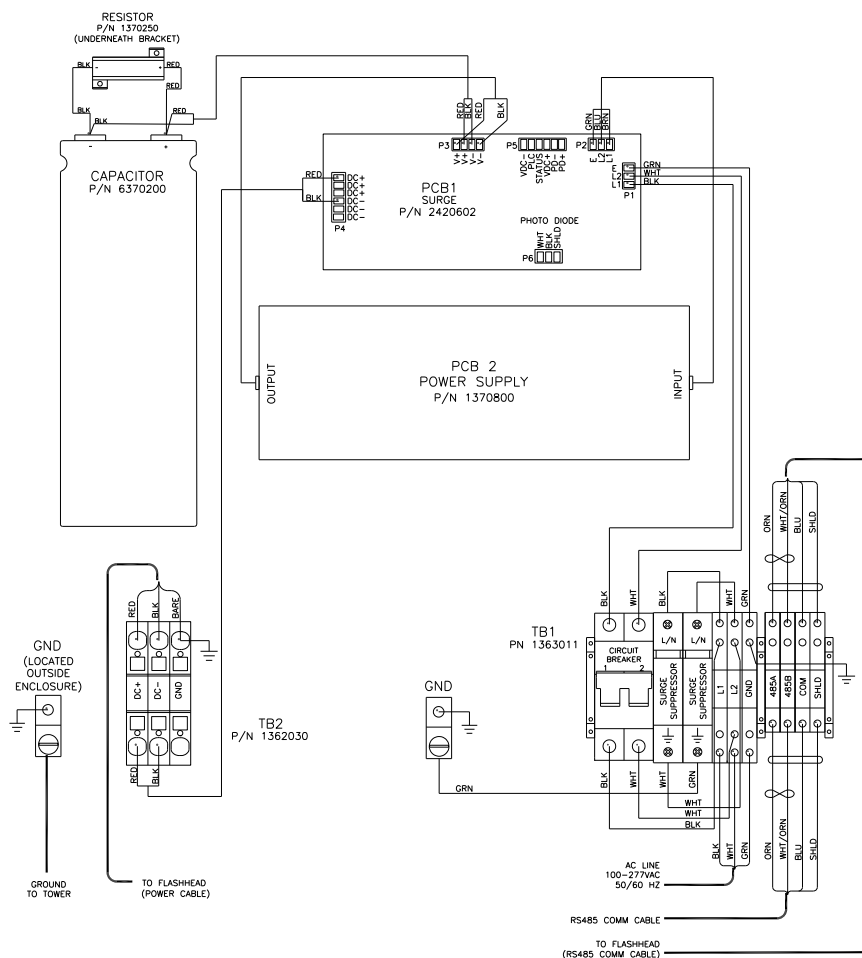 RESISTOR
P/N 1370250
(UNDERNEATH BRACKET)
BLK
-
+
RED
RED
BLK
RED
BLK
-
+
CAPACITOR
P/N 6370200
RED
BLK
RED
BLK
GRN
BLU
BRN
P3
V+
V+
V-
V-
P5
VDC-
PLC
STATUS
VDC+
PD-
PD+
P2
E
L2
L1
E
L2
L1
P1
GRN
WHT
BLK
RED
BLK
DC+
DC+
DC+
DC-
DC-
DC-
P4
PCB1
SURGE
P/N 2420602
PHOTO DIODE
WHT
BLK
SHLD
P6
OUTPUT
PCB 2
POWER SUPPLY
P/N 1370800
INPUT
ORN
WHT/ORN
BLU
SHLD
RED
BLK
BARE
BLK
WHT
BLK
WHT
GRN
GND
(LOCATED
OUTSIDE
ENCLOSURE)
DC+
DC-
GND
TB2
P/N 1362030
RED
BLK
GND
GRN
TB1
PN 1363011
CIRCUIT
BREAKER
1
2
L/N
L/N
SURGE
SUPPRESSOR
SURGE
SUPPRESSOR
L1
L2
GND
485A
485B
COM
SHLD
BLK
WHT
WHT
GRN
WHT
WHT
BLK
BLK
WHT
GRN
ORN
WHT/ORN
BLU
SHLD
GROUND
TO TOWER
TO FLASHHEAD
(POWER CABLE)
AC LINE
100-277VAC
50/60 HZ
RS485 COMM CABLE
TO FLASHHEAD
(RS485 COMM CABLE)